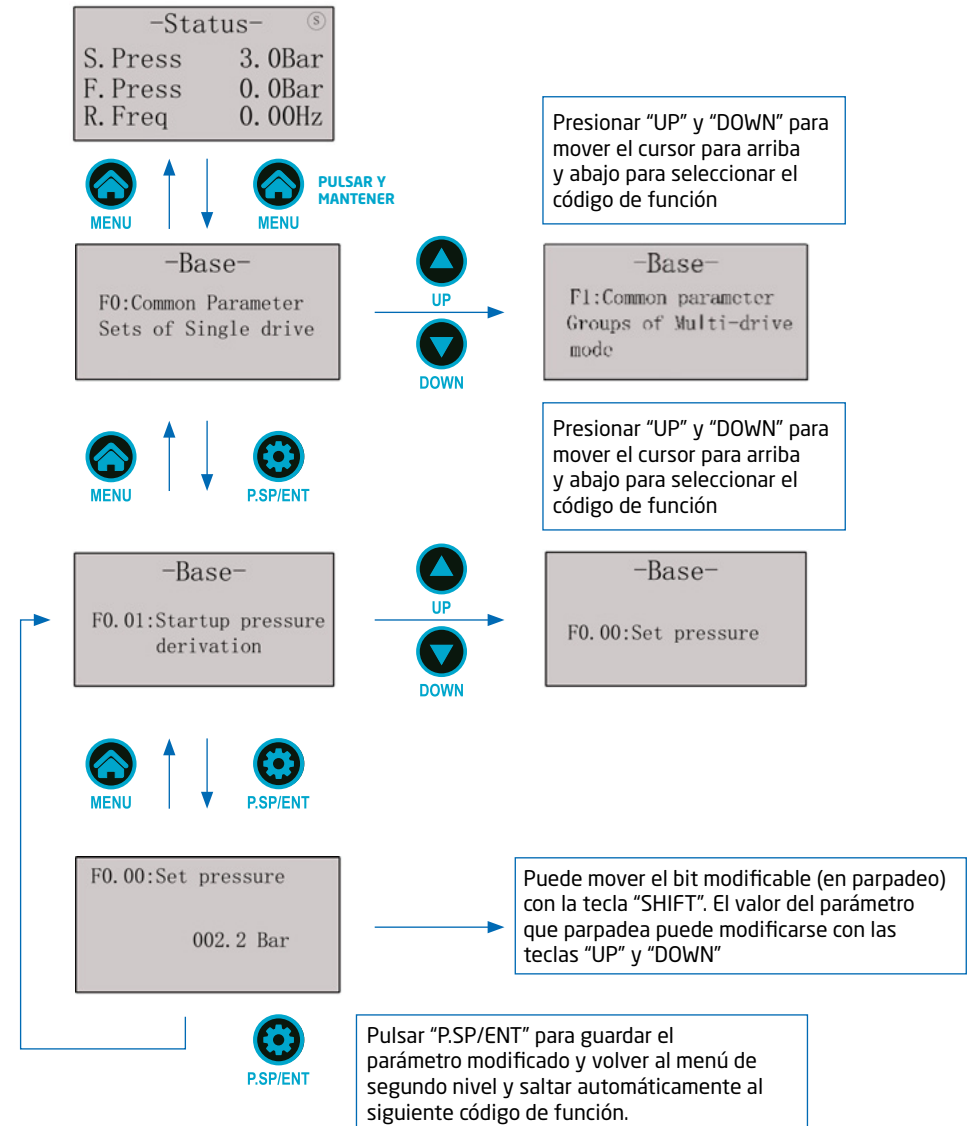 -Status- S
S.Press 3.0Bar
F.Press 0.0Bar
R.Freq 0.00Hz
MENU
MENU
PULSAR Y
MANTENER
Presionar “UP” y “DOWN” para
mover el cursor para arriba
y abajo para seleccionar el
código de función
-Base-
F0:Common Parameter
Sets of Single drive
UP
DOWN
-Base-
F1:Common parameter
Groups of Multi-drive
mode
MENU
P.SP/ENT
Presionar “UP” y “DOWN” para
mover el cursor para arriba
y abajo para seleccionar el
código de función
-Base-
F0.01:Startup pressure
derivation
UP
DOWN
-Base-
F0.00:Set pressure
MENU
P.SP/ENT
F0.00:Set pressure
002.2 Bar
Puede mover el bit modificable (en parpadeo)
con la tecla “SHIFT”. El valor del parámetro
que parpadea puede modificarse con las
teclas “UP” y “DOWN”
P.SP/ENT
Pulsar “P.SP/ENT” para guardar el
parámetro modificado y volver al menú de
segundo nivel y saltar automáticamente al
siguiente código de función.